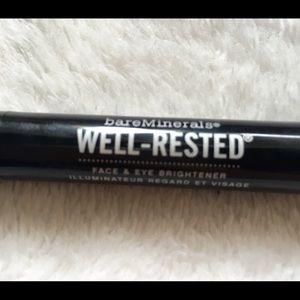 bareMinerals®
WELL-RESTED®
FACE & EYE BRIGHTENER
ILLUMINATEUR REGARD ET VISAGE